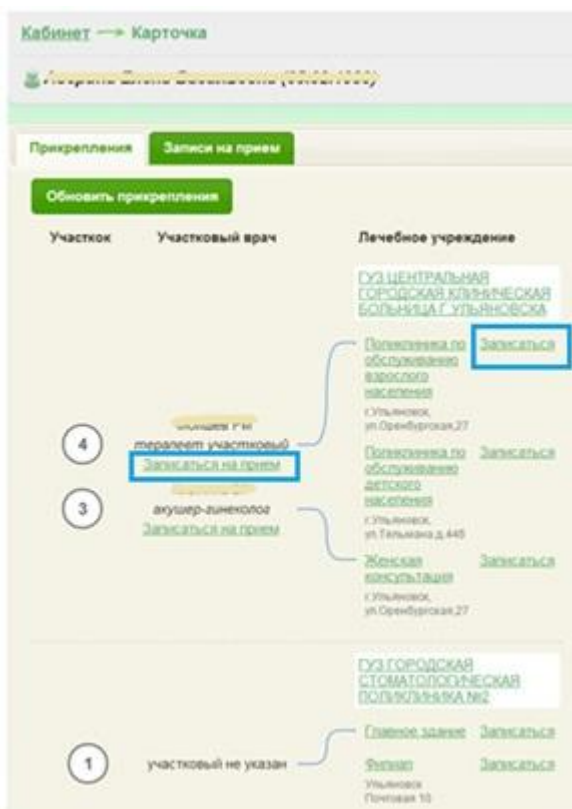 Кабинет → Карточка
Прикрепления
Записи на прием
Обновить прикрепления
Участкок
Участковый врач
Лечебное учреждение
ГУЗ ЦЕНТРАЛЬНАЯ
ГОРОДСКАЯ КЛИНИЧЕСКАЯ
БОЛЬНИЦА Г.УЛЬЯНОВСКА
Поликлиника по
обслуживанию
взрослого
населения
Записаться
г.Ульяновск,
ул.Оренбургская,27
4
терапеет участковый
Записаться на прием
Поликлиника по
обслуживанию
детского
населения
Записаться
г.Ульяновск,
3
акушер-гинеколог
Записаться на прием
Женская
консультация
Записаться
г.Ульяновск,
ул.Оренбургская,27
ГУЗ ГОРОДСКАЯ
СТОМАТОЛОГИЧЕСКАЯ
ПОЛИКЛИНИКА №2
Главное здание
Записаться
1
участковый не указан
Филиал
Записаться
Ульяновск
Почтовая 10